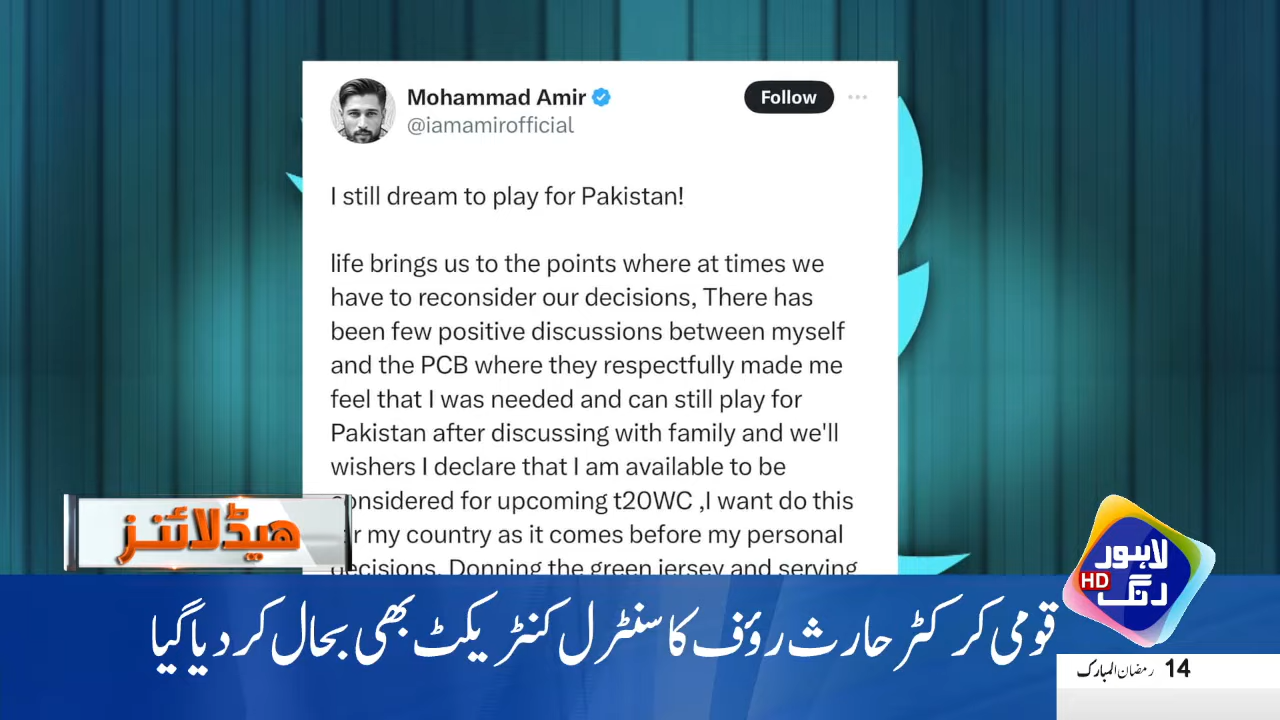 Mohammad Amir
@iamamirofficial
Follow
I still dream to play for Pakistan!
life brings us to the points where at times we
have to reconsider our decisions, There has
been few positive discussions between myself
and the PCB where they respectfully made me
feel that I was needed and can still play for
Pakistan after discussing with family and we'll
wishers I declare that I am available to be
considered for upcoming t20WC ,I want do this
my country as it comes before my personal
decisions. Donning the green jersey and serving
ہیڈلائنز
لاہور
رنگ
HD
قومی کرکٹر حارث رؤف کا سنٹرل کنٹریکٹ بھی بحال کر دیا گیا
14 رمضان المبارک